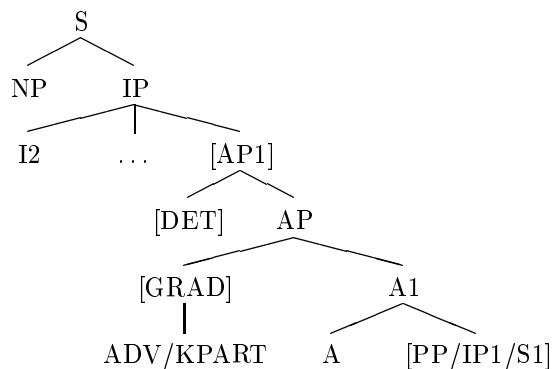 S
NP IP
I2 ... [AP1]
[DET] AP
[GRAD] A1
ADV/KPART A [PP/IP1/S1]